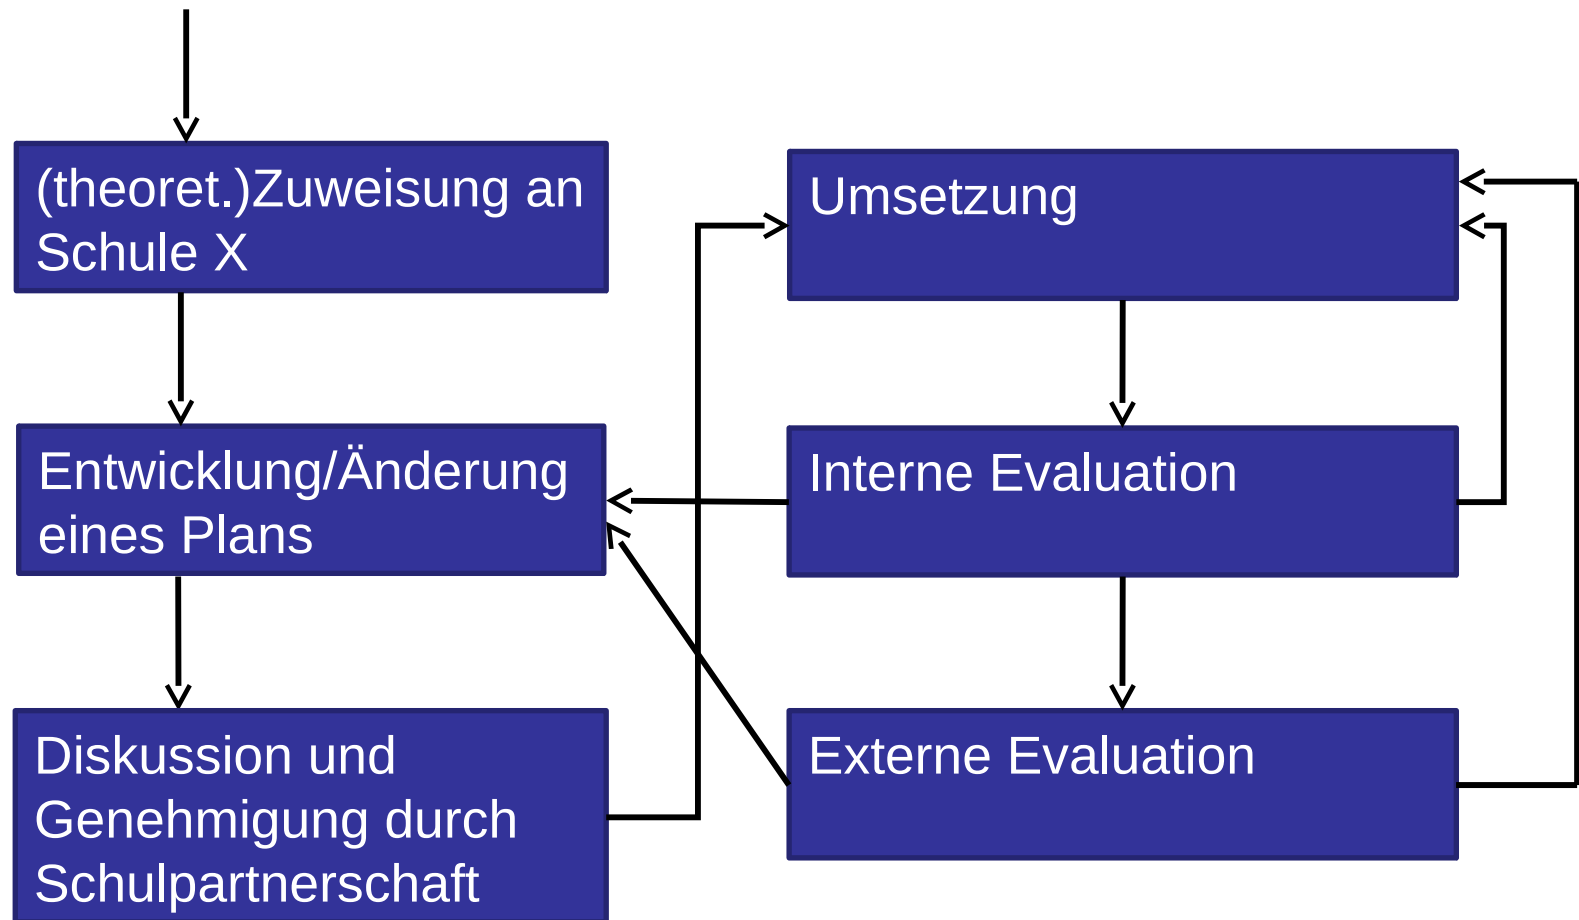 (theoret.)Zuweisung an
Schule X
Entwicklung/Änderung
eines Plans
Diskussion und
Genehmigung durch
Schulpartnerschaft
Umsetzung
Interne Evaluation
Externe Evaluation